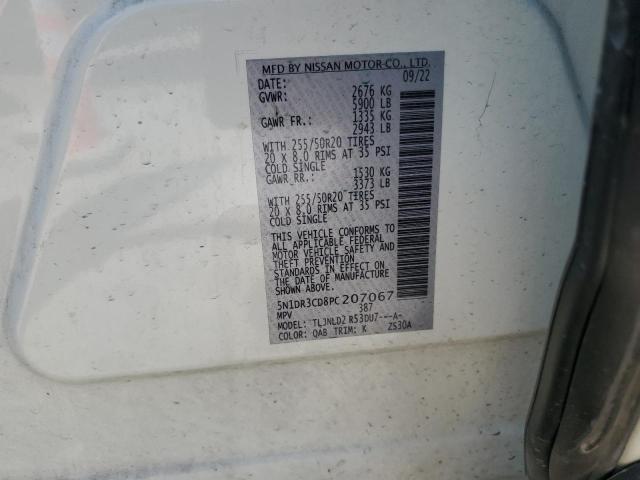 MFD BY NISSAN MOTOR CO., LTD.
DATE: 09/22
GVWR: 2676 KG
5900 LB
GAWR FR.: 1335 KG
2943 LB
WITH 255/50R20 TIRES
20 X 8.0 RIMS AT 35 PSI
COLD SINGLE
GAWR RR.: 1530 KG
3373 LB
WITH 255/50R20 TIRES
20 X 8.0 RIMS AT 35 PSI
COLD SINGLE
THIS VEHICLE CONFORMS TO
ALL APPLICABLE FEDERAL
MOTOR VEHICLE SAFETY AND
THEFT PREVENTION
STANDARDS IN EFFECT ON
THE DATE OF MANUFACTURE
SHOWN ABOVE.
5N1DR3CD8PC207067
MPV 387
MODEL: TLJNLD2 R53DU7---A-
COLOR: QAB TRIM: K ZS30A